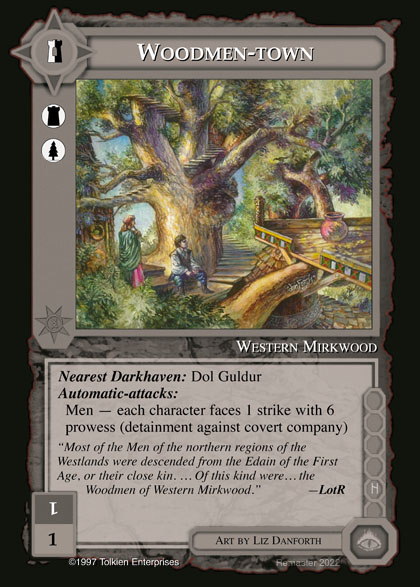 Woodmen-town
Western Mirkwood
Nearest Darkhaven: Dol Guldur
Automatic-attacks:
Men — each character faces 1 strike with 6
prowess (detainment against covert company)
“Most of the Men of the northern regions of the
Westlands were descended from the Edain of the First
Age, or their close kin. … Of this kind were… the
Woodmen of Western Mirkwood.” —LotR
H
1
1
Art by Liz Danforth
©1997 Tolkien Enterprises
Remaster 2022